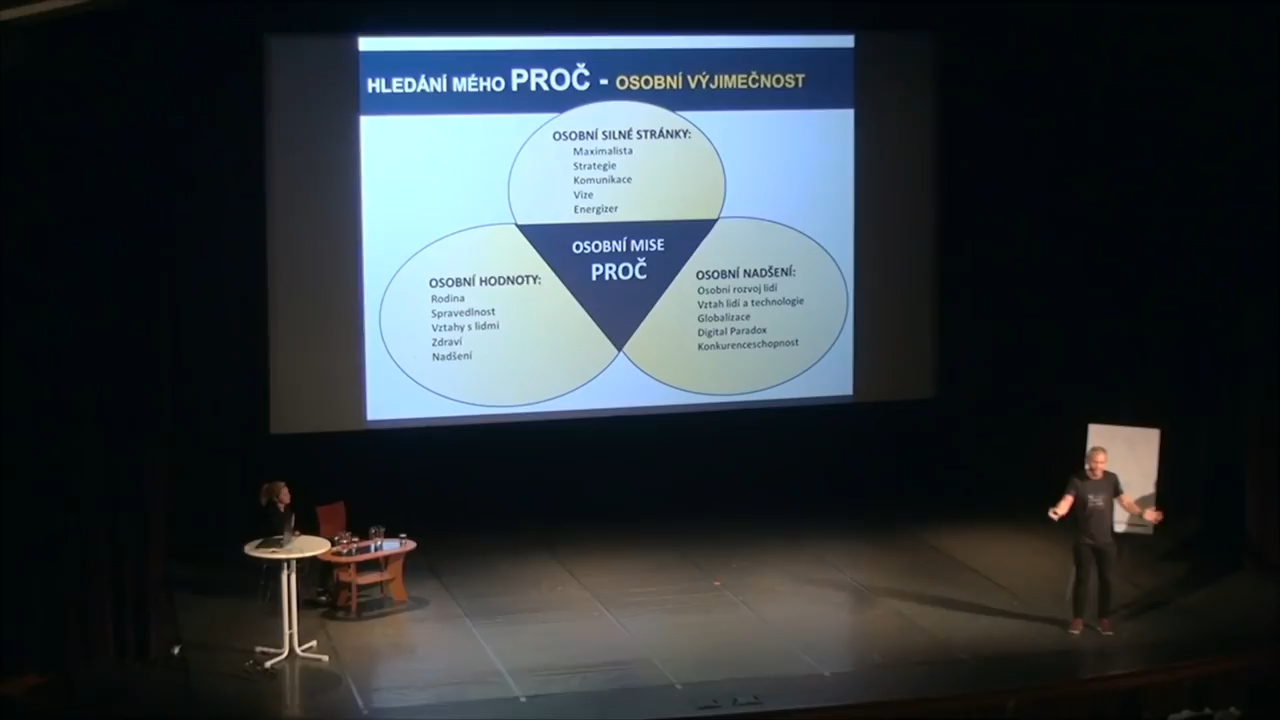 HLEDÁNÍ MÉHO PROČ - OSOBNÍ VÝJIMEČNOST
OSOBNÍ SILNÉ STRÁNKY:
Maximalista
Strategie
Komunikace
Vize
Energizer
OSOBNÍ MISE
PROČ
OSOBNÍ HODNOTY:
Rodina
Spravedlnost
Vztahy s lidmi
Zdraví
Nadšení
OSOBNÍ NADŠENÍ:
Osobní rozvoj lidí
Vztah lidí a technologie
Globalizace
Digital Paradox
Konkurenceschopnost